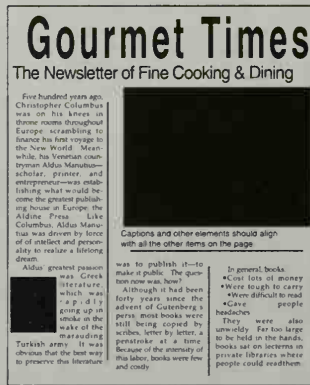 Gourmet Times
The Newsletter of Fine Cooking & Dining
Five hundred years ago,
Christopher Columbus
was on his knees in
throne rooms throughout
Europe scrambling to
finance his first voyage to
the New World. Mean-
while, his Venetian coun-
tryman Aldus Manutius—
scholar, printer, and
entrepreneur—was estab-
lishing what would be-
come the greatest publish-
ing house in Europe: the
Aldine Press. Like
Columbus, Aldus Manu-
tius was driven by force
of of intellect and person-
ality to realize a lifelong
dream.
Aldus' greatest passion
was Greek
literature,
which was
rapidly
going up in
smoke in the
wake of the
marauding
Turkish army. It was
obvious that the best way
to preserve this literature
Captions and other elements should align
with all the other items on the page
was to publish it—to
make it public. The ques-
tion now was, how?
Although it had been
forty years since the
advent of Gutenberg's
perss, most books were
still being copied by
scribes, letter by letter, a
penstroke at a time.
Because of the intensity of
this labor, books were few
and costly.
In general, books:
•Cost lots of money
•Were tough to carry
•Were difficult to read
•Gave people
headaches
They were also
unwieldy. Far too large
to be held in the hands,
books sat on lecterns in
private libraries where
people could readthem.